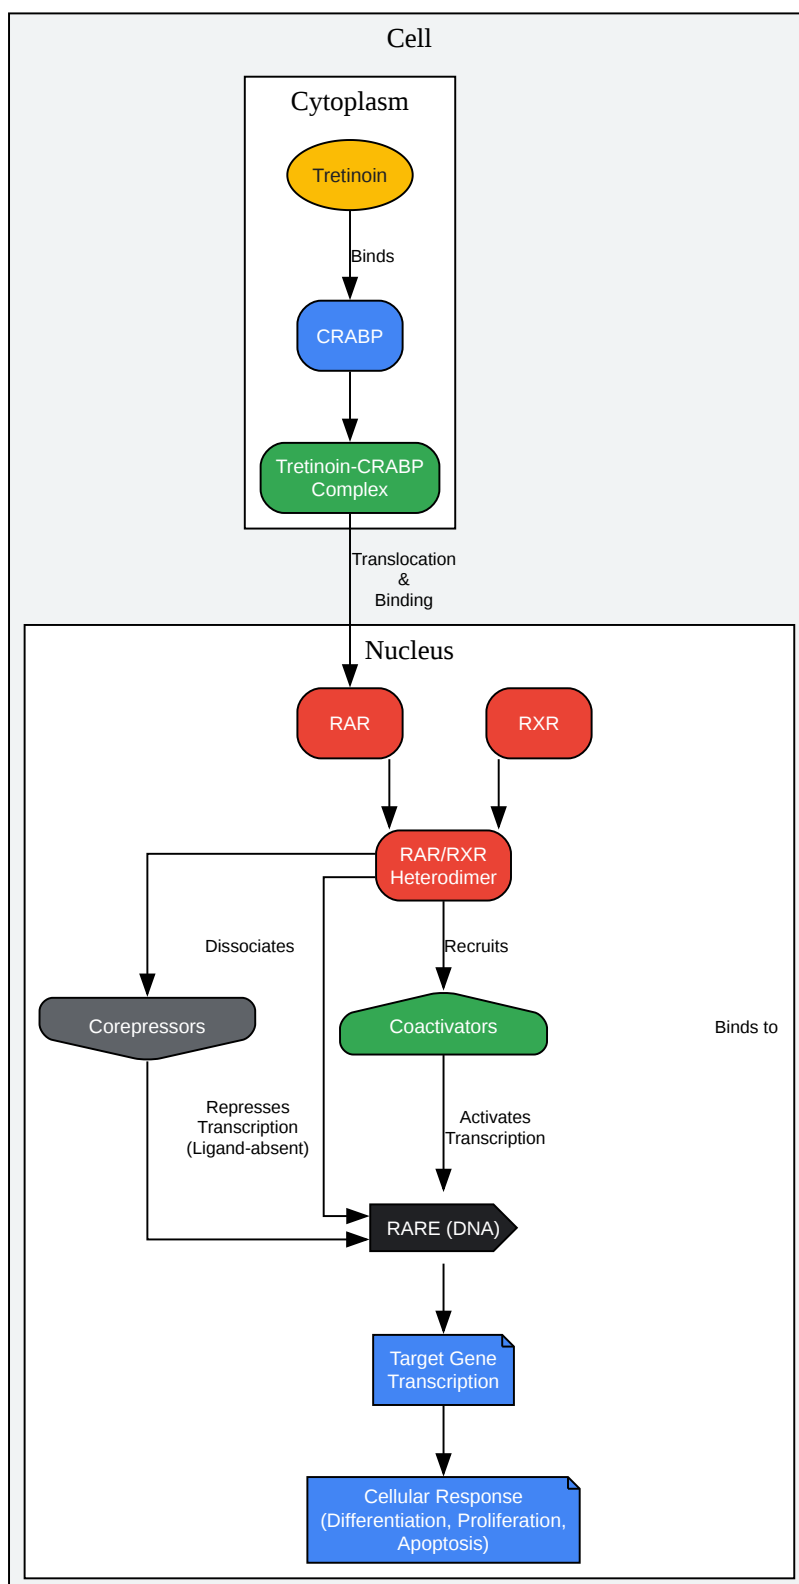 Cell
Cytoplasm
Tretinoin
Binds
CRABP
Tretinoin-CRABP
Complex
Translocation
&
Binding
Nucleus
RAR
RXR
RAR/RXR
Heterodimer
Dissociates
Recruits
Corepressors
Coactivators
Binds to
Represses
Transcription
(Ligand-absent)
Activates
Transcription
RARE (DNA)
Target Gene
Transcription
Cellular Response
(Differentiation, Proliferation,
Apoptosis)